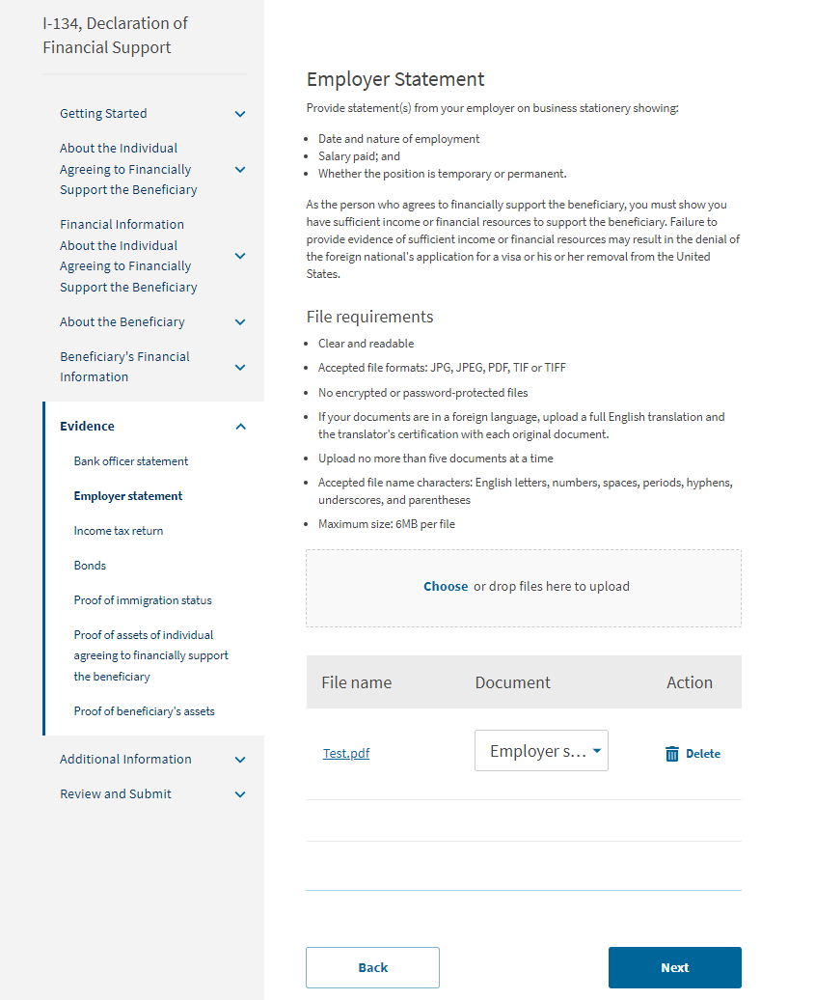 I-134, Declaration of
Financial Support
Getting Started
About the Individual
Agreeing to Financially
Support the Beneficiary
Financial Information
About the Individual
Agreeing to Financially
Support the Beneficiary
About the Beneficiary
Beneficiary's Financial
Information
Evidence
Bank officer statement
Employer statement
Income tax return
Bonds
Proof of immigration status
Proof of assets of individual
agreeing to financially support
the beneficiary
Proof of beneficiary's assets
Additional Information
Review and Submit
Employer Statement
Provide statement(s) from your employer on business stationery showing:
• Date and nature of employment
• Salary paid; and
• Whether the position is temporary or permanent.
As the person who agrees to financially support the beneficiary, you must show you
have sufficient income or financial resources to support the beneficiary. Failure to
provide evidence of sufficient income or financial resources may result in the denial of
the foreign national's application for a visa or his or her removal from the United
States.
File requirements
• Clear and readable
• Accepted file formats: JPG, JPEG, PDF, TIF or TIFF
• No encrypted or password-protected files
• If your documents are in a foreign language, upload a full English translation and
the translator's certification with each original document.
• Upload no more than five documents at a time
• Accepted file name characters: English letters, numbers, spaces, periods, hyphens,
underscores, and parentheses
• Maximum size: 6MB per file
Choose or drop files here to upload
File name Document Action
Test.pdf Employer s... Delete
Back Next